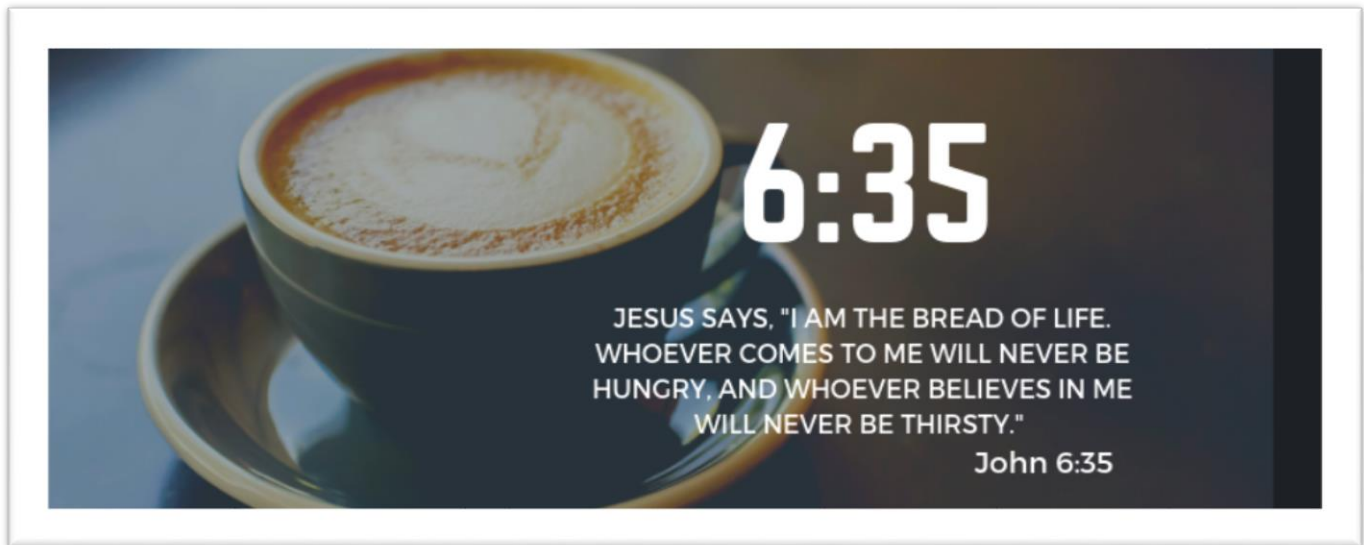 6:35
JESUS SAYS, "I AM THE BREAD OF LIFE.
WHOEVER COMES TO ME WILL NEVER BE
HUNGRY, AND WHOEVER BELIEVES IN ME
WILL NEVER BE THIRSTY."
John 6:35